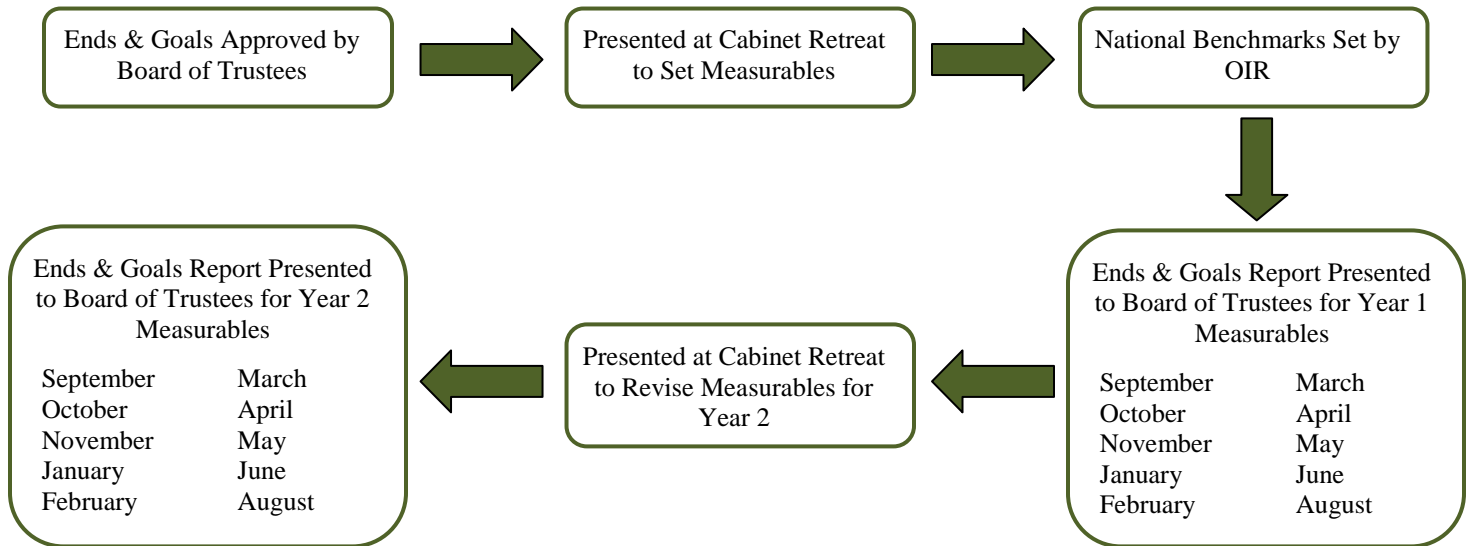 Ends & Goals Approved by
Board of Trustees
Presented at Cabinet Retreat
to Set Measurables
National Benchmarks Set by
OIR
Ends & Goals Report Presented
to Board of Trustees for Year 1
Measurables
September March
October April
November May
January June
February August
Presented at Cabinet Retreat
to Revise Measurables for
Year 2
Ends & Goals Report Presented
to Board of Trustees for Year 2
Measurables
September March
October April
November May
January June
February August